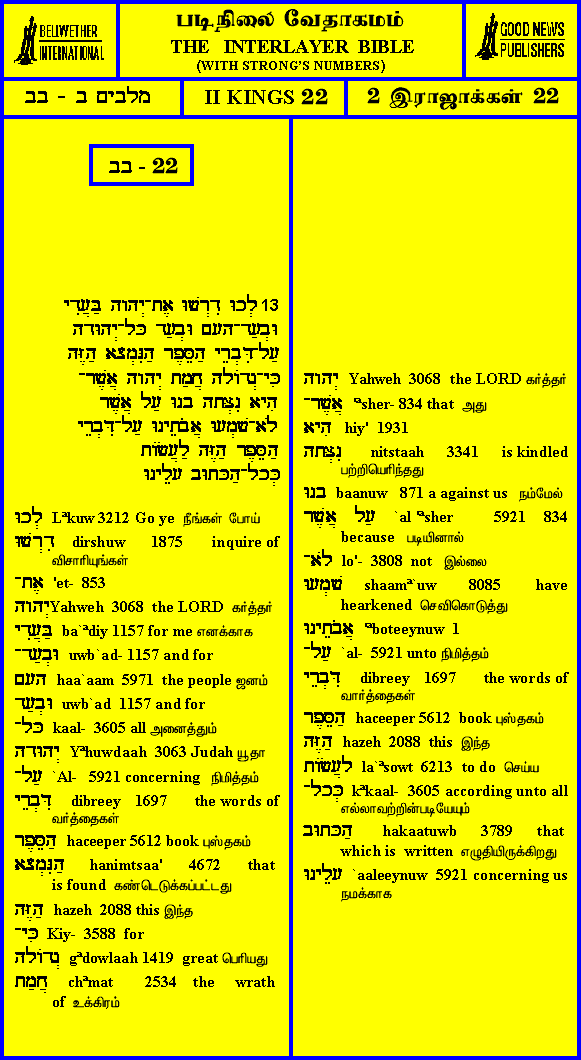 BELLWETHER
INTERNATIONAL
படிநிலை வேதாகமம்
THE INTERLAYER BIBLE
(WITH STRONG'S NUMBERS)
GOOD NEWS
PUBLISHERS
מלבים ב - בב
II KINGS 22
2 இராஜாக்கள் 22
בב - 22
13 לְכוּ דִרְשׁוּ אֶת־יְהוָה בַּעֲדִי
וּבְעַד־הָעָם וּבְעַד כָּל־יְהוּדָה
עַל־דִּבְרֵי הַסֵּפֶר הַנִּמְצָא הַזֶּה
כִּי־גְדוֹלָה חֲמַת יְהוָה אֲשֶׁר־
הִיא נִצְּתָה בָנוּ עַל אֲשֶׁר
לֹא־שָׁמְעוּ אֲבֹתֵינוּ עַל־דִּבְרֵי
הַסֵּפֶר הַזֶּה לַעֲשׂוֹת
כְּכָל־הַכָּתוּב עָלֵינוּ
לְכוּ Lªkuw 3212 Go ye நீங்கள் போய்
דִרְשׁוּ dirshuw 1875 inquire of
விசாரியுங்கள்
אֶת־ 'et- 853
יְהוָה Yahweh 3068 the LORD கர்த்தர்
בַּעֲדִי ba`ªdiy 1157 for me எனக்காக
וּבְעַד־ uwb`ad- 1157 and for
הָעָם haa`aam 5971 the people ஜனம்
וּבְעַד uwb`ad 1157 and for
כָּל־ kaal- 3605 all அனைத்தும்
יְהוּדָה Yªhuwdaah 3063 Judah யூதா
עַל־ `Al- 5921 concerning நிமித்தம்
דִּבְרֵי dibreey 1697 the words of
வர்த்தைகள்
הַסֵּפֶר haceeper 5612 book புஸ்தகம்
הַנִּמְצָא hanimtsaa' 4672 that
is found கண்டெடுக்கப்பட்டது
הַזֶּה hazeh 2088 this இந்த
כִּי־ Kiy- 3588 for
גְדוֹלָה gªdowlaah 1419 great பெரியது
חֲמַת chªmat 2534 the wrath
of உக்கிரம்
יְהוָה Yahweh 3068 the LORD கர்த்தர்
אֲשֶׁר־ ªsher- 834 that அது
הִיא hiy' 1931
נִצְּתָה nitstaah 3341 is kindled
பற்றியெரிந்தது
בָנוּ baanuw 871 a against us நம்மேல்
עַל אֲשֶׁר `al ªsher 5921 834
because படியினால்
לֹא־ lo'- 3808 not இல்லை
שָׁמְעוּ shaamª`uw 8085 have
hearkened செவிகொடுத்து
אֲבֹתֵינוּ ªboteeynuw 1
עַל־ `al- 5921 unto நிமித்தம்
דִּבְרֵי dibreey 1697 the words of
வார்த்தைகள்
הַסֵּפֶר haceeper 5612 book புஸ்தகம்
הַזֶּה hazeh 2088 this இந்த
לַעֲשׂוֹת la`ªsowt 6213 to do செய்ய
כְּכָל־ kªkaal- 3605 according unto all
எல்லாவற்றின்படியேயும்
הַכָּתוּב hakaatuwb 3789 that
which is written எழுதியிருக்கிறது
עָלֵינוּ `aaleeynuw 5921 concerning us
நமக்காக